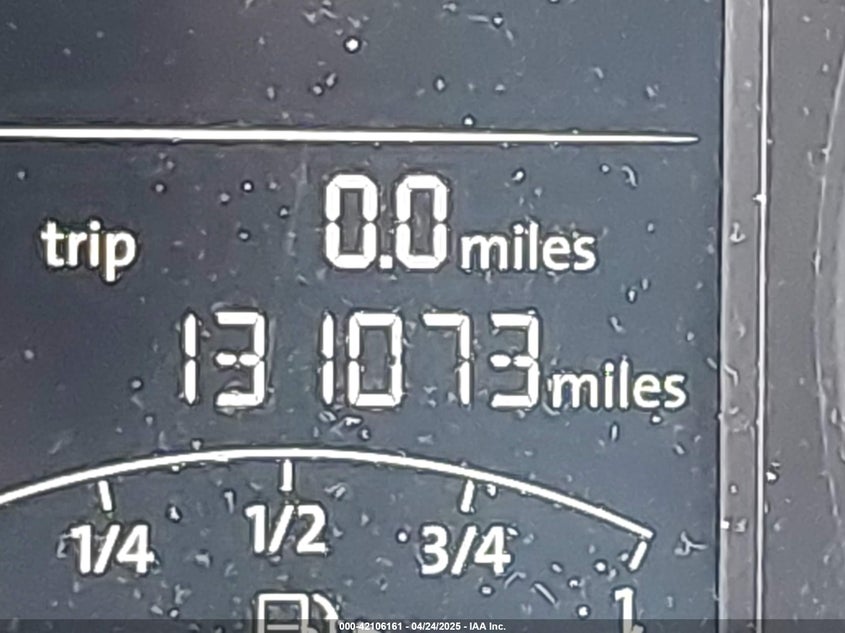 trip 0.0 miles
131073 miles
1/4 1/2 3/4 1
000-42106161 - 04/24/2025 - IAA Inc.